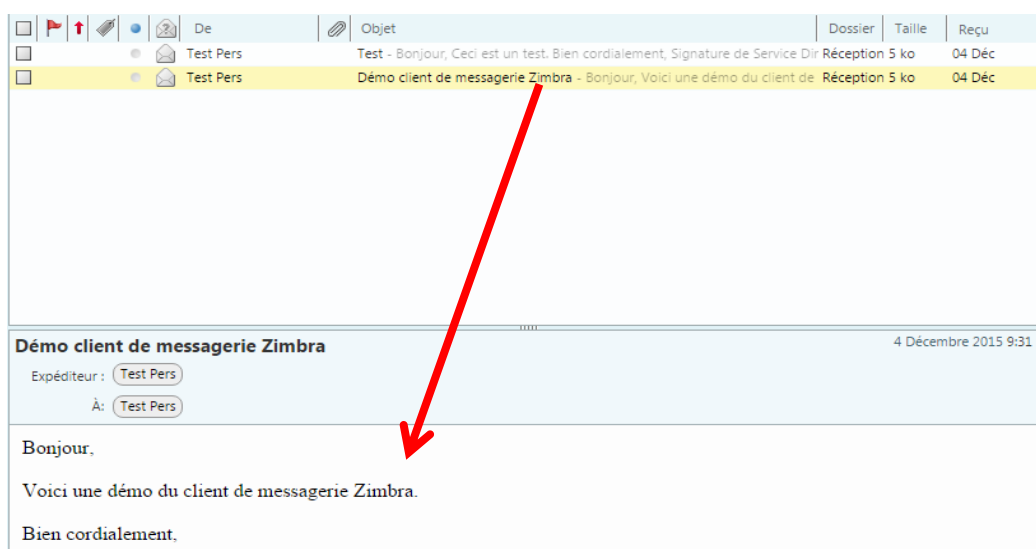 De Objet Dossier Taille Reçu
Test Pers Test - Bonjour, Ceci est un test. Bien cordialement, Signature de Service Dir Réception 5 ko 04 Déc
Test Pers Démo client de messagerie Zimbra - Bonjour, Voici une démo du client de Réception 5 ko 04 Déc
Démo client de messagerie Zimbra 4 Décembre 2015 9:31
Expéditeur : Test Pers
À: Test Pers
Bonjour,
Voici une démo du client de messagerie Zimbra.
Bien cordialement,